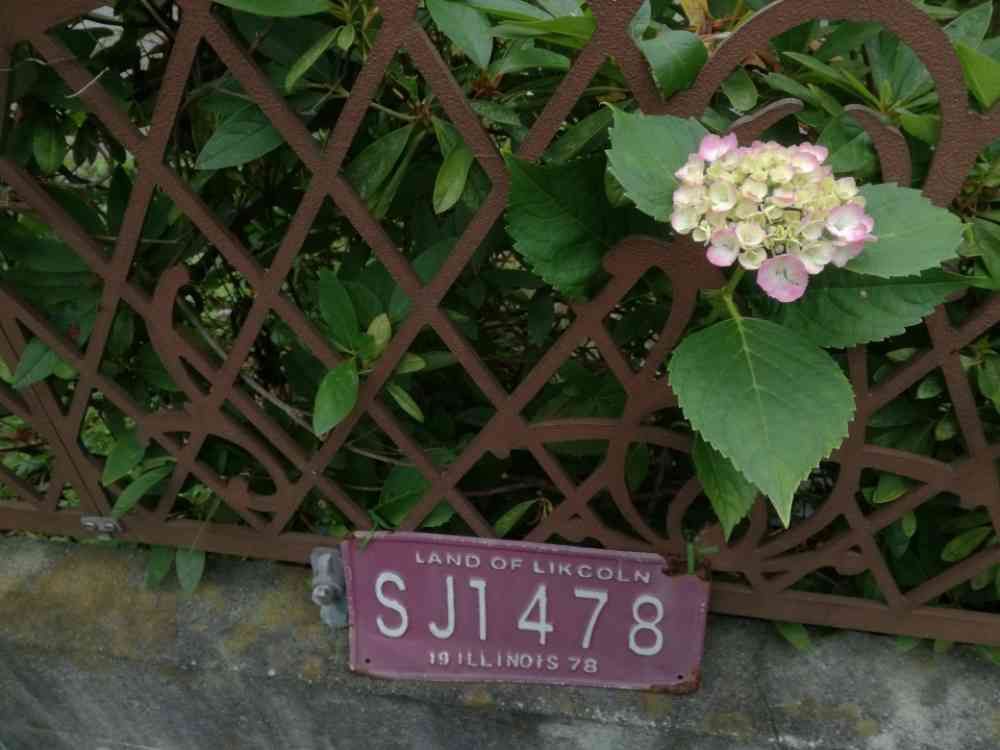 LAND OF LIKCOLN
SJ1478
19 ILLINOIS 78